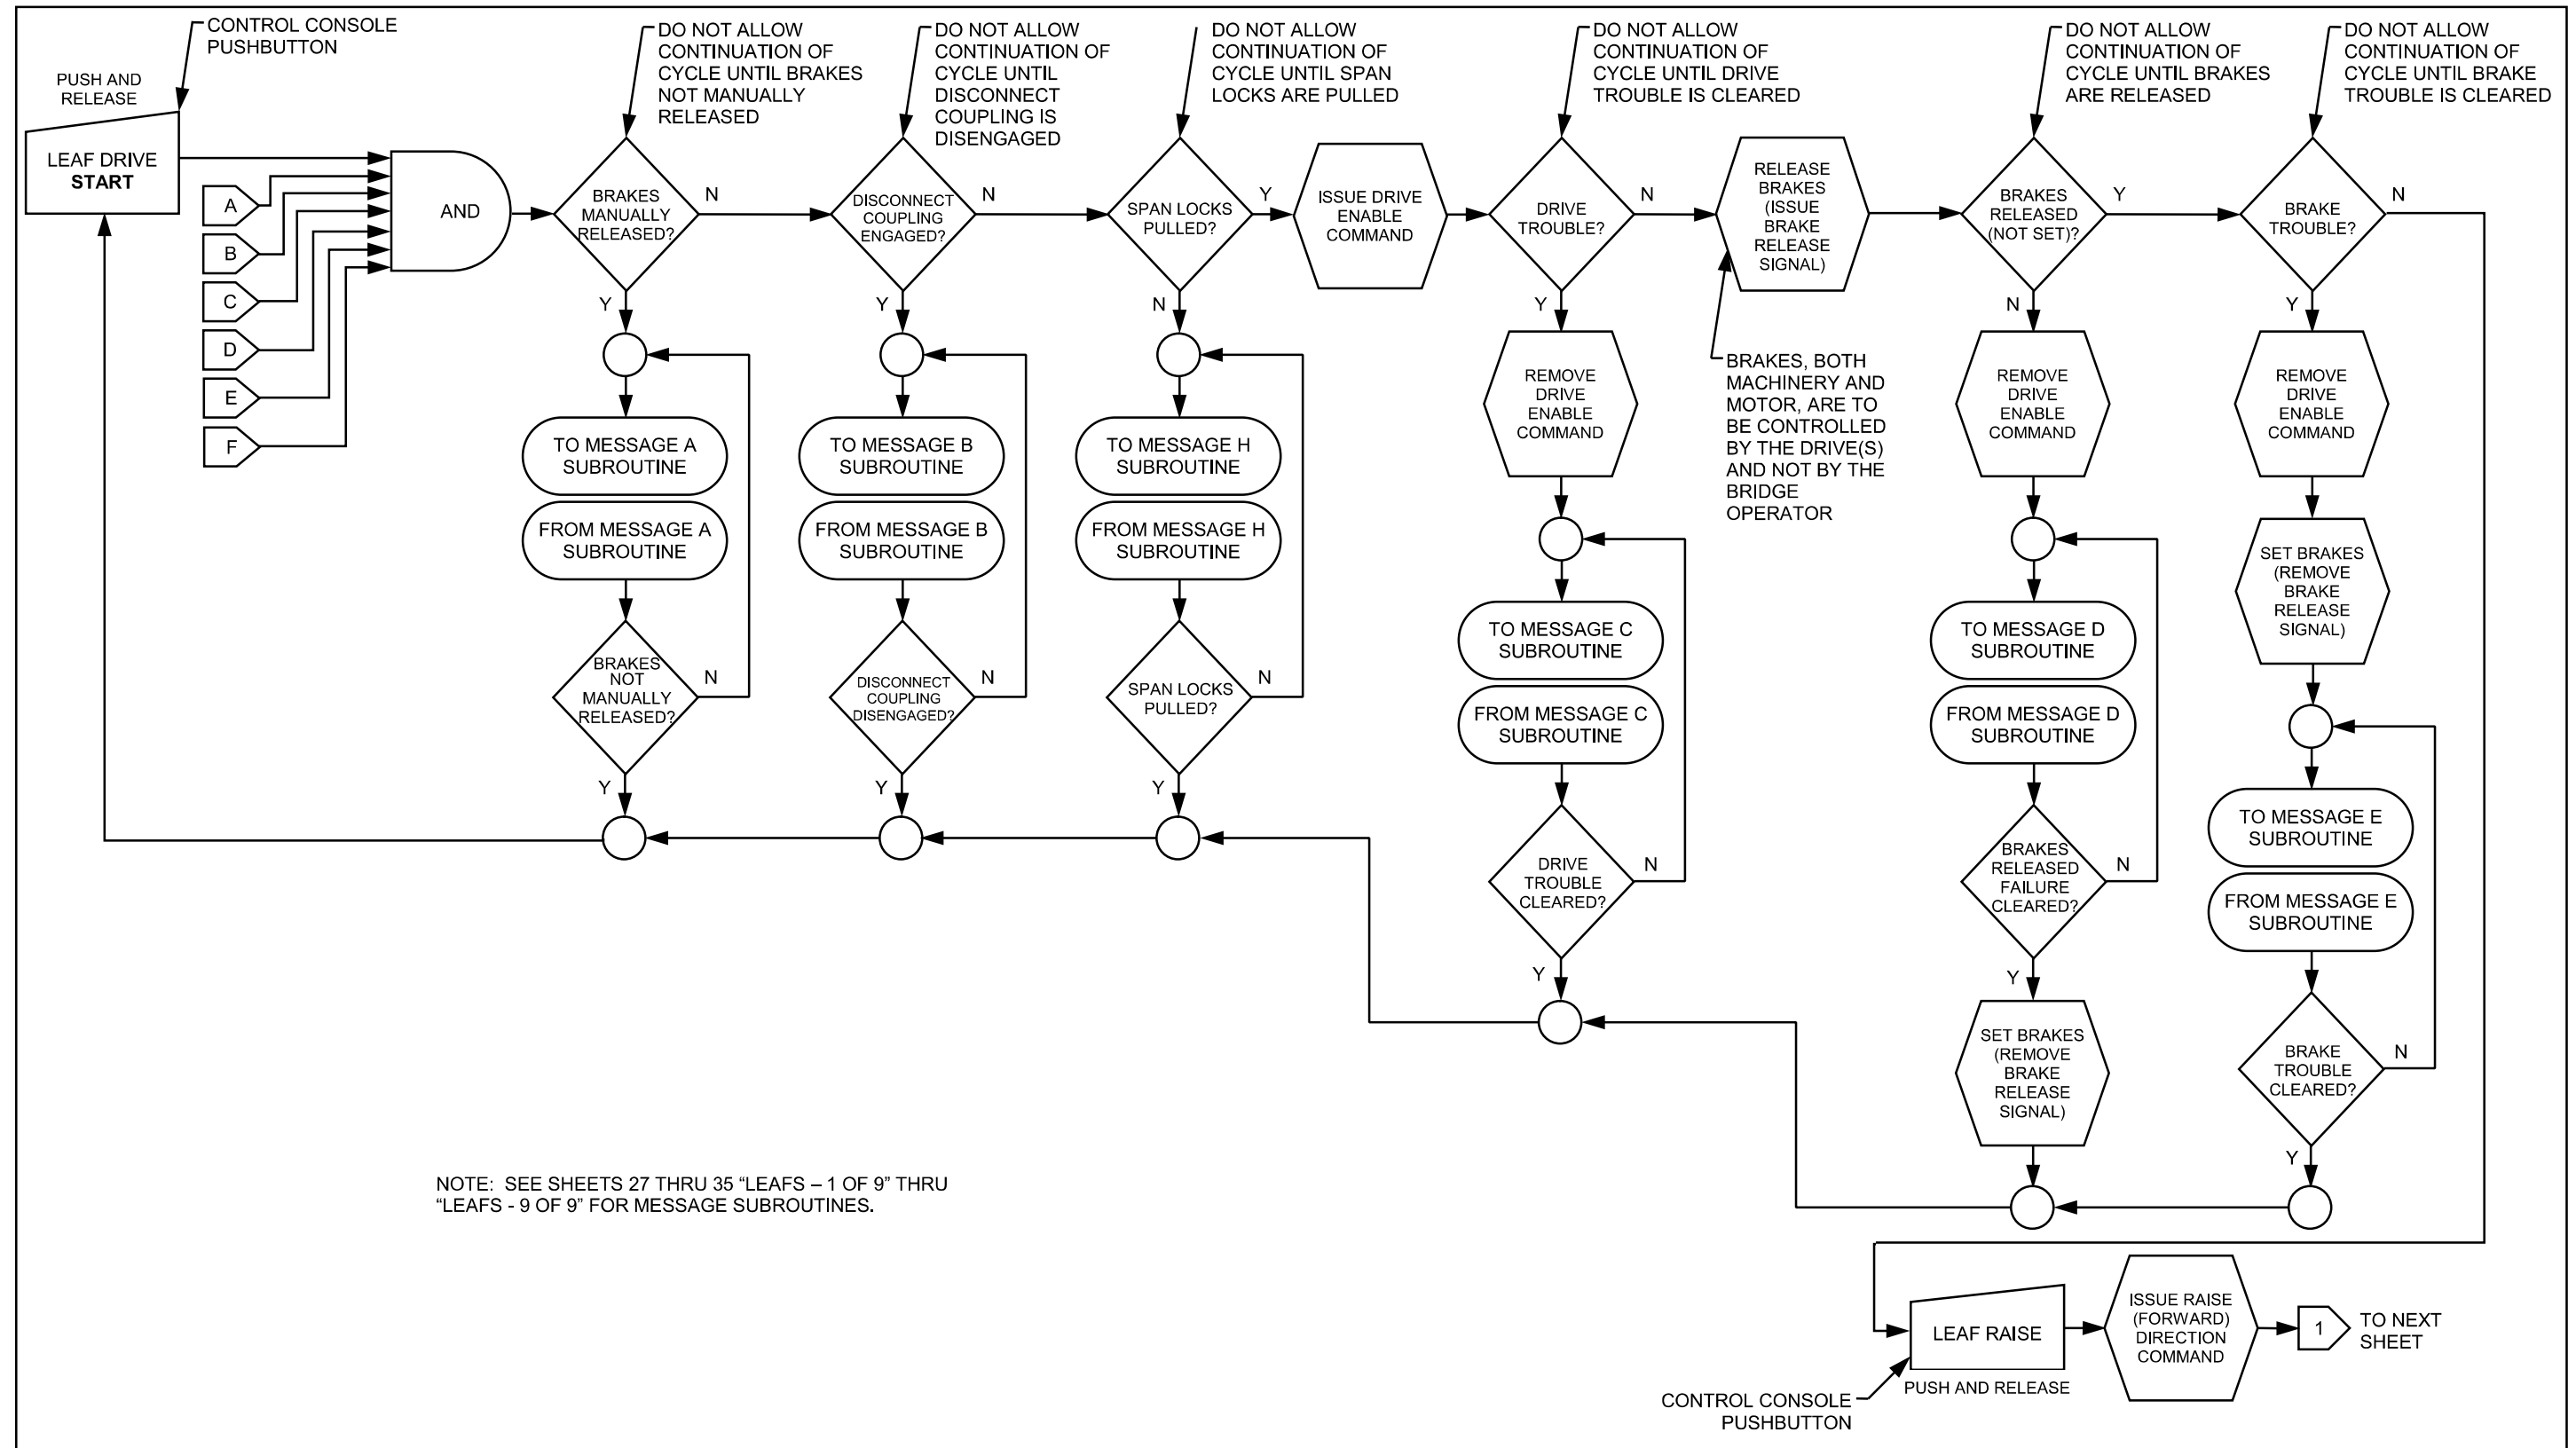 CONTROL CONSOLE
PUSHBUTTON
PUSH AND
RELEASE
LEAF DRIVE
START
A
B
C
D
E
F
AND
DO NOT ALLOW
CONTINUATION OF
CYCLE UNTIL BRAKES
NOT MANUALLY
RELEASED
BRAKES
MANUALLY
RELEASED?
N
Y
TO MESSAGE A
SUBROUTINE
FROM MESSAGE A
SUBROUTINE
BRAKES
NOT
MANUALLY
RELEASED?
N
Y
DO NOT ALLOW
CONTINUATION OF
CYCLE UNTIL
DISCONNECT
COUPLING IS
DISENGAGED
DISCONNECT
COUPLING
ENGAGED?
N
Y
TO MESSAGE B
SUBROUTINE
FROM MESSAGE B
SUBROUTINE
DISCONNECT
COUPLING
DISENGAGED?
N
Y
DO NOT ALLOW
CONTINUATION OF
CYCLE UNTIL SPAN
LOCKS ARE PULLED
SPAN LOCKS
PULLED?
Y
N
TO MESSAGE H
SUBROUTINE
FROM MESSAGE H
SUBROUTINE
SPAN LOCKS
PULLED?
N
Y
ISSUE DRIVE
ENABLE
COMMAND
DO NOT ALLOW
CONTINUATION OF
CYCLE UNTIL DRIVE
TROUBLE IS CLEARED
DRIVE
TROUBLE?
N
Y
REMOVE
DRIVE
ENABLE
COMMAND
TO MESSAGE C
SUBROUTINE
FROM MESSAGE C
SUBROUTINE
DRIVE
TROUBLE
CLEARED?
N
Y
RELEASE
BRAKES
(ISSUE
BRAKE
RELEASE
SIGNAL)
BRAKES, BOTH
MACHINERY AND
MOTOR, ARE TO
BE CONTROLLED
BY THE DRIVE(S)
AND NOT BY THE
BRIDGE
OPERATOR
DO NOT ALLOW
CONTINUATION OF
CYCLE UNTIL BRAKES
ARE RELEASED
BRAKES
RELEASED
(NOT SET)?
Y
N
REMOVE
DRIVE
ENABLE
COMMAND
TO MESSAGE D
SUBROUTINE
FROM MESSAGE D
SUBROUTINE
BRAKES
RELEASED
FAILURE
CLEARED?
N
Y
SET BRAKES
(REMOVE
BRAKE
RELEASE
SIGNAL)
DO NOT ALLOW
CONTINUATION OF
CYCLE UNTIL BRAKE
TROUBLE IS CLEARED
BRAKE
TROUBLE?
N
Y
REMOVE
DRIVE
ENABLE
COMMAND
SET BRAKES
(REMOVE
BRAKE
RELEASE
SIGNAL)
TO MESSAGE E
SUBROUTINE
FROM MESSAGE E
SUBROUTINE
BRAKE
TROUBLE
CLEARED?
N
Y
NOTE: SEE SHEETS 27 THRU 35 “LEAFS – 1 OF 9” THRU
“LEAFS - 9 OF 9” FOR MESSAGE SUBROUTINES.
LEAF RAISE
PUSH AND RELEASE
CONTROL CONSOLE
PUSHBUTTON
ISSUE RAISE
(FORWARD)
DIRECTION
COMMAND
1
TO NEXT
SHEET